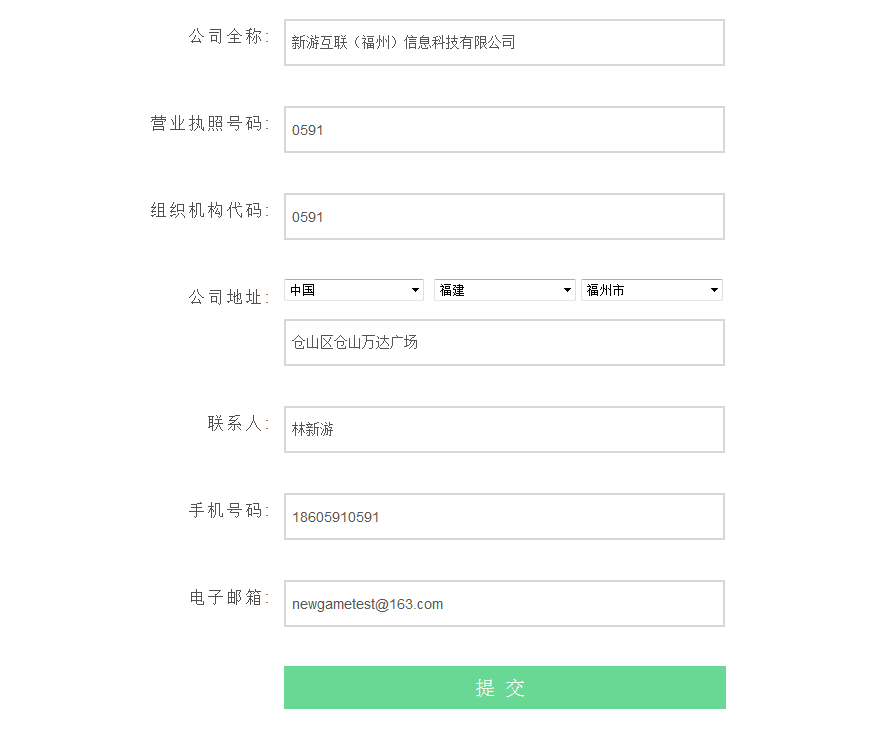 公司全称: 新游互联（福州）信息科技有限公司
营业执照号码: 0591
组织机构代码: 0591
公司地址: 中国 福建 福州市
仓山区仓山万达广场
联系人: 林新游
手机号码: 18605910591
电子邮箱: newgametest@163.com
提 交